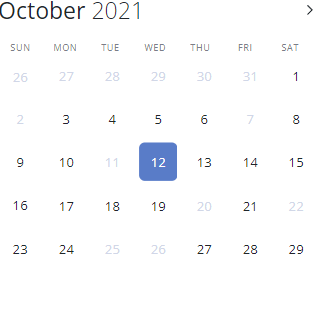 October 2021
SUN MON TUE WED THU FRI SAT
26 27 28 29 30 31 1
2 3 4 5 6 7 8
9 10 11 12 13 14 15
16 17 18 19 20 21 22
23 24 25 26 27 28 29